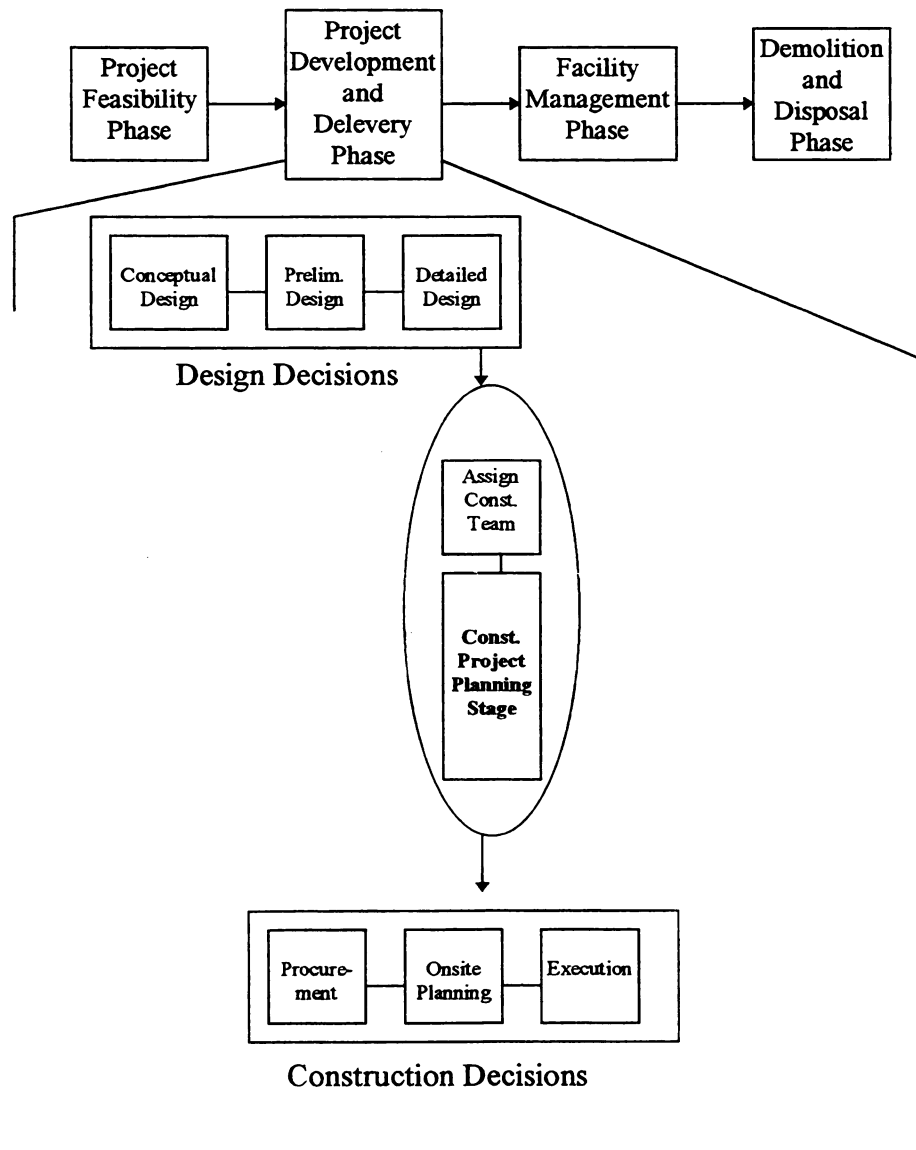 Project
Feasibility
Phase
Project
Development
and
Delevery
Phase
Facility
Management
Phase
Demolition
and
Disposal
Phase
Conceptual
Design
Prelim.
Design
Detailed
Design
Design Decisions
Assign
Const.
Team
Const.
Project
Planning
Stage
Procure-
ment
Onsite
Planning
Execution
Construction Decisions